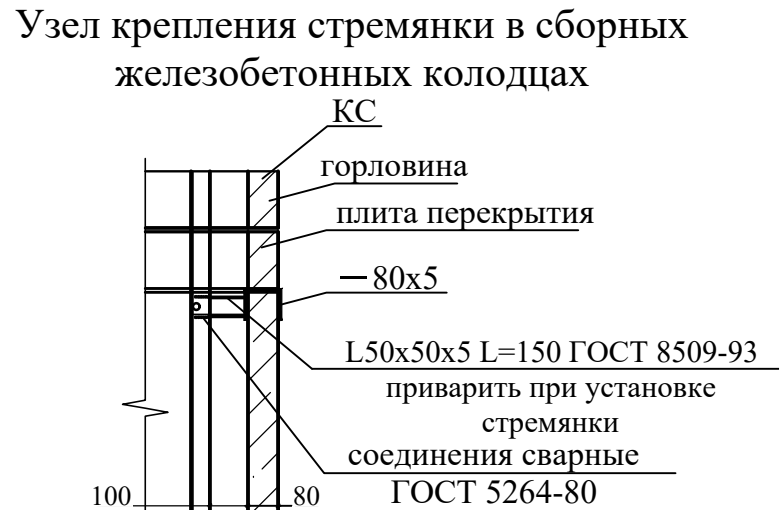 Узел крепления стремянки в сборных
железобетонных колодцах
КС
горловина
плита перекрытия
—80х5
L50х50х5 L=150 ГОСТ 8509-93
приварить при установке
стремянки
соединения сварные
ГОСТ 5264-80
100
80